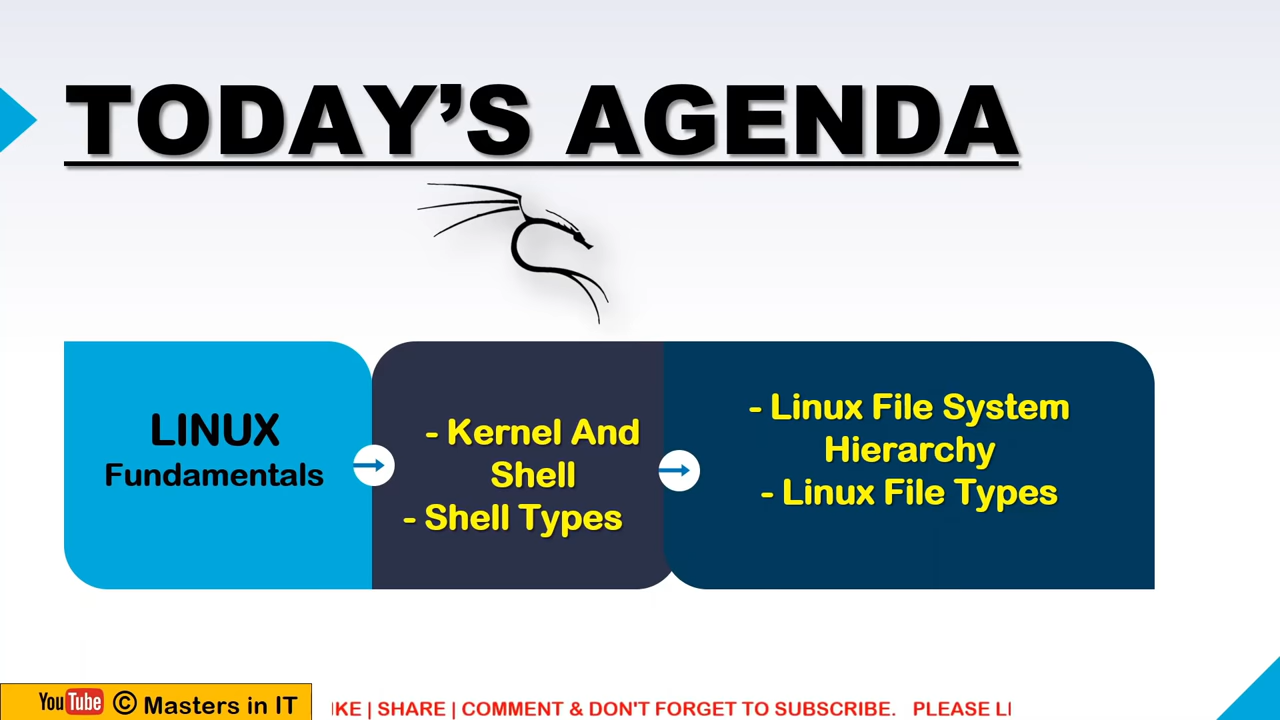 TODAY’S AGENDA
LINUX
Fundamentals
- Kernel And
Shell
- Shell Types
- Linux File System
Hierarchy
- Linux File Types
YouTube © Masters in IT
IKE | SHARE | COMMENT & DON'T FORGET TO SUBSCRIBE. PLEASE LI